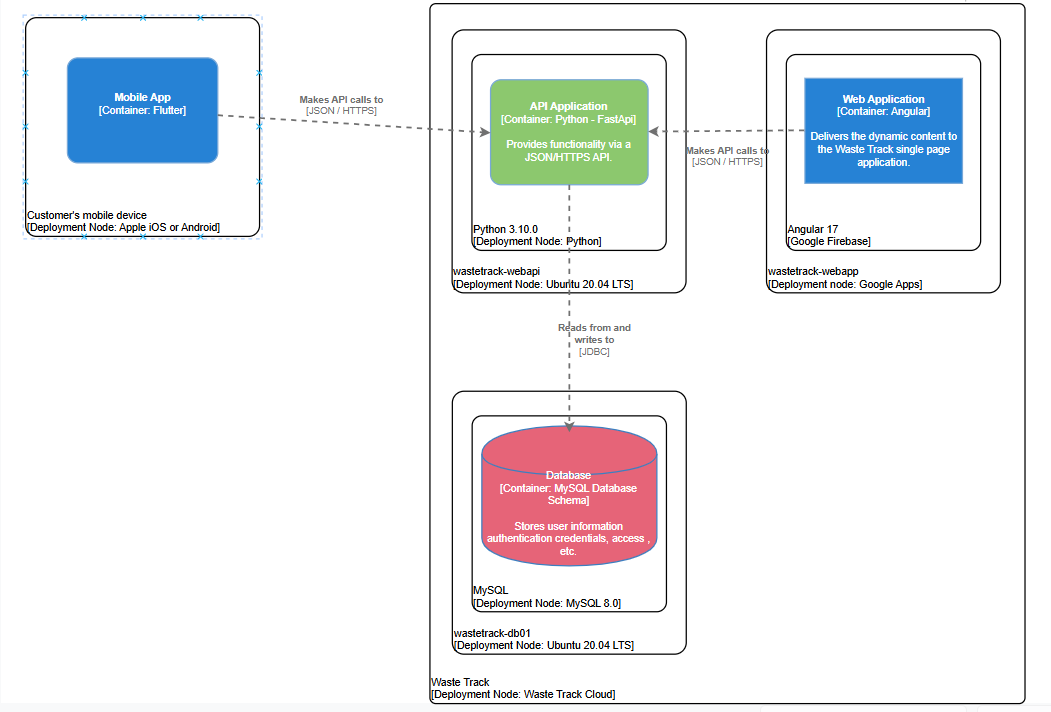 Mobile App
[Container: Flutter]
Customer's mobile device
[Deployment Node: Apple iOS or Android]
Makes API calls to
[JSON / HTTPS]
API Application
[Container: Python - FastApi]
Provides functionality via a
JSON/HTTPS API.
Python 3.10.0
[Deployment Node: Python]
wastetrack-webapi
[Deployment Node: Ubuntu 20.04 LTS]
Makes API calls to
[JSON / HTTPS]
Web Application
[Container: Angular]
Delivers the dynamic content to
the Waste Track single page
application.
Angular 17
[Google Firebase]
wastetrack-webapp
[Deployment node: Google Apps]
Reads from and
writes to
[JDBC]
Database
[Container: MySQL Database
Schema]
Stores user information
authentication credentials, access ,
etc.
MySQL
[Deployment Node: MySQL 8.0]
wastetrack-db01
[Deployment Node: Ubuntu 20.04 LTS]
Waste Track
[Deployment Node: Waste Track Cloud]